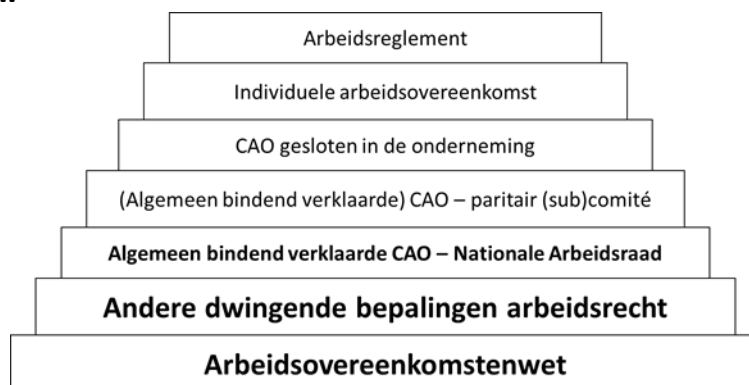 Arbeidsreglement
Individuele arbeidsovereenkomst
CAO gesloten in de onderneming
(Algemeen bindend verklaarde) CAO – paritair (sub)comité
Algemeen bindend verklaarde CAO – Nationale Arbeidsraad
Andere dwingende bepalingen arbeidsrecht
Arbeidsovereenkomstenwet